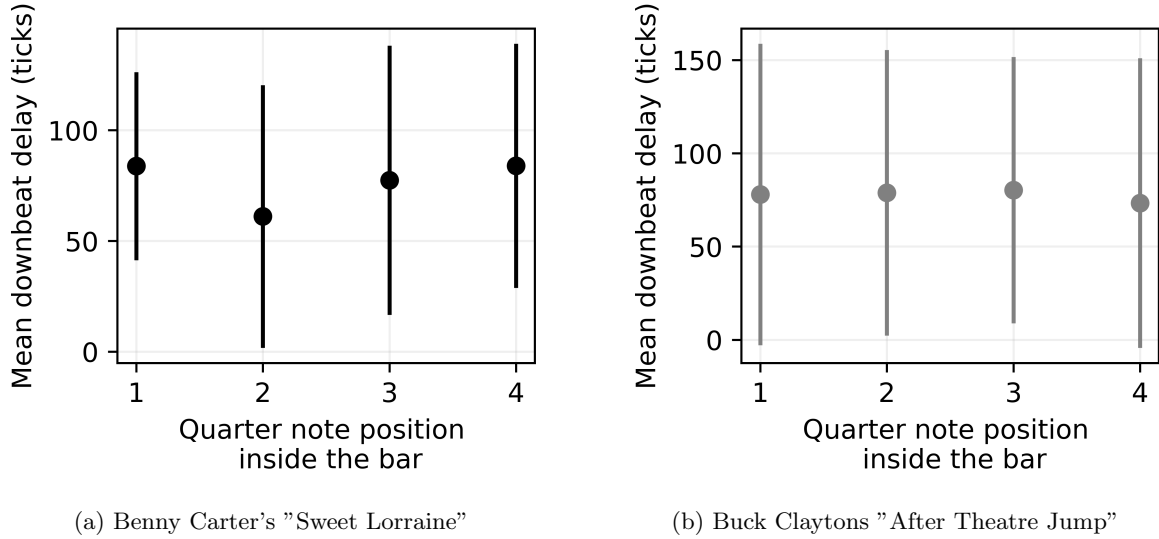 Mean downbeat delay (ticks)
100
50
0
1 2 3 4
Quarter note position
inside the bar
(a) Benny Carter's ”Sweet Lorraine”
Mean downbeat delay (ticks)
150
100
50
0
1 2 3 4
Quarter note position
inside the bar
(b) Buck Claytons ”After Theatre Jump”